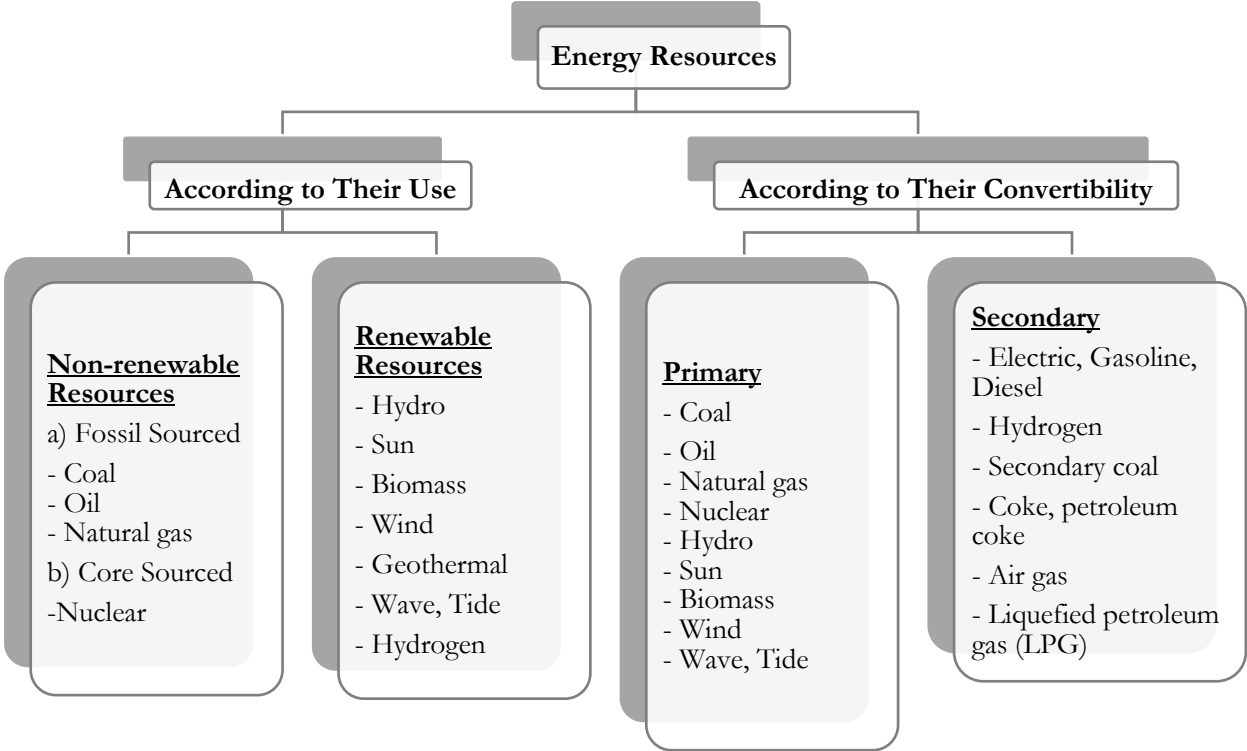 Energy Resources
According to Their Use
According to Their Convertibility
Non-renewable
Resources
a) Fossil Sourced
- Coal
- Oil
- Natural gas
b) Core Sourced
-Nuclear
Renewable
Resources
- Hydro
- Sun
- Biomass
- Wind
- Geothermal
- Wave, Tide
- Hydrogen
Primary
- Coal
- Oil
- Natural gas
- Nuclear
- Hydro
- Sun
- Biomass
- Wind
- Wave, Tide
Secondary
- Electric, Gasoline,
Diesel
- Hydrogen
- Secondary coal
- Coke, petroleum
coke
- Air gas
- Liquefied petroleum
gas (LPG)